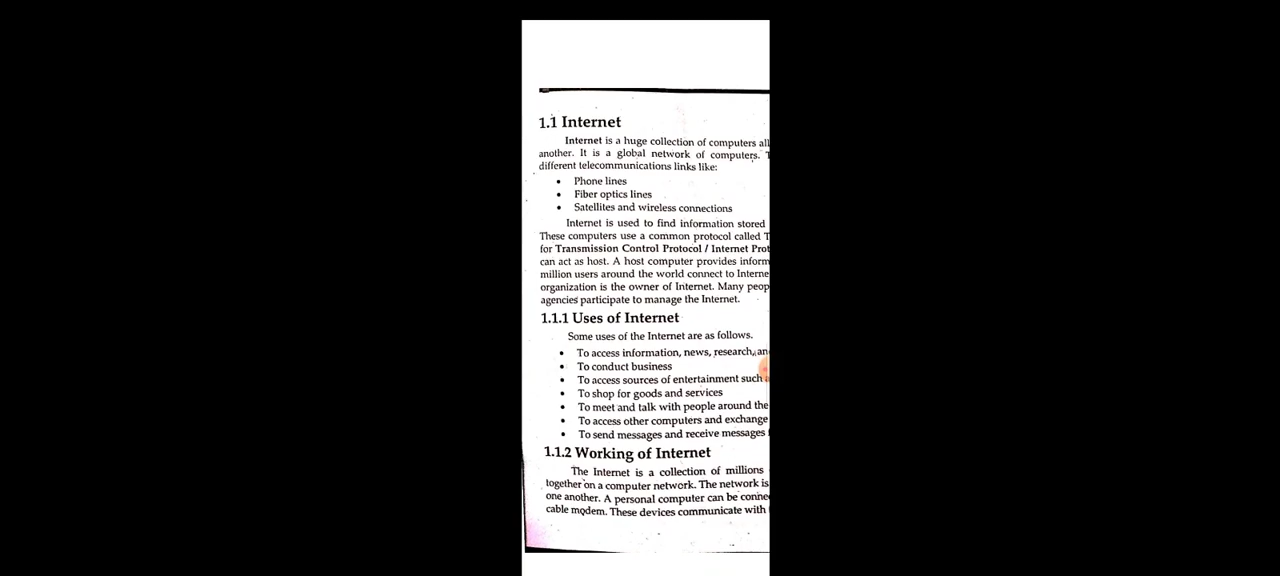 1.1 Internet
Internet is a huge collection of computers all
another. It is a global network of computers.
different telecommunications links like:
• Phone lines
• Fiber optics lines
• Satellites and wireless connections
Internet is used to find information stored
These computers use a common protocol called
for Transmission Control Protocol / Internet
can act as host. A host computer provides
million users around the world connect to
organization is the owner of Internet. Many
agencies participate to manage the Internet.
1.1.1 Uses of Internet
Some uses of the Internet are as follows.
• To access information, news, research,
• To conduct business
• To access sources of entertainment such
• To shop for goods and services
• To meet and talk with people around the
• To access other computers and exchange
• To send messages and receive messages
1.1.2 Working of Internet
The Internet is a collection of millions
together on a computer network. The network is
one another. A personal computer can be
cable modem. These devices communicate with